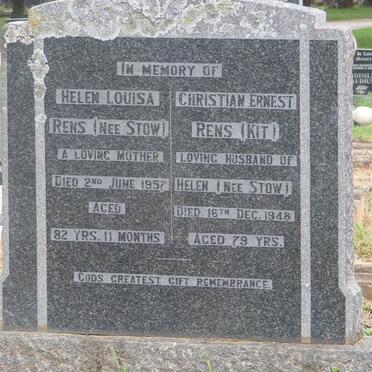 IN MEMORY OF
HELEN LOUISA
RENS (NEE STOW)
A LOVING MOTHER
DIED 2ND JUNE 1957
AGED
82 YRS. 11 MONTHS
CHRISTIAN ERNEST
RENS (KIT)
LOVING HUSBAND OF
HELEN (NEE STOW)
DIED 16TH DEC. 1948
AGED 79 YRS.
GODS GREATEST GIFT REMEMBRANCE.